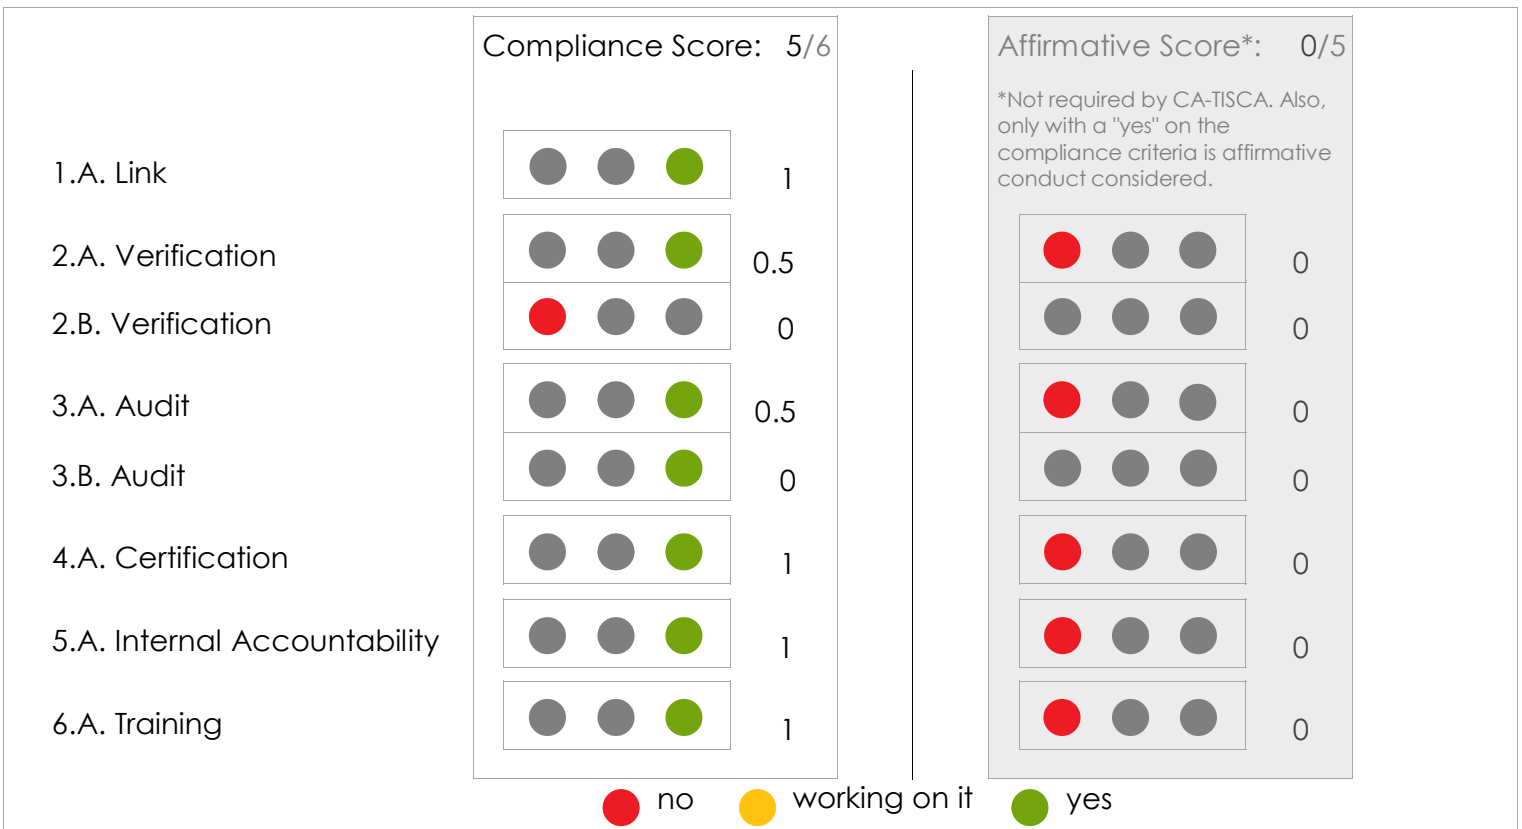 Compliance Score: 5/6
Affirmative Score*: 0/5
*Not required by CA-TISCA. Also,
only with a "yes" on the
compliance criteria is affirmative
conduct considered.
1.A. Link 1
2.A. Verification 0.5 0
2.B. Verification 0 0
3.A. Audit 0.5 0
3.B. Audit 0 0
4.A. Certification 1 0
5.A. Internal Accountability 1 0
6.A. Training 1 0
no working on it yes